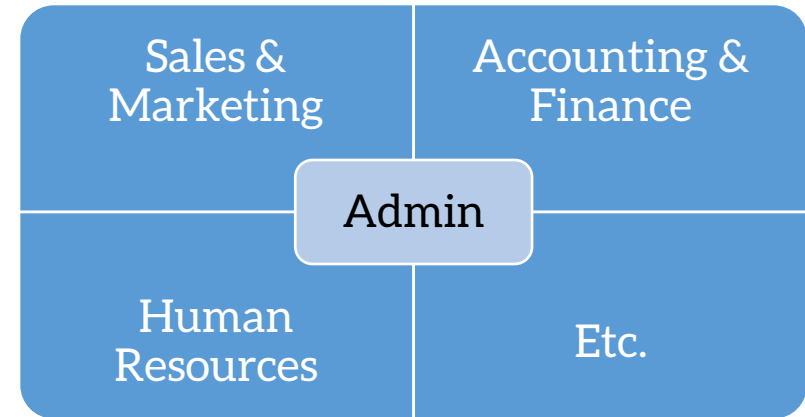 Sales &
Marketing
Accounting &
Finance
Admin
Human
Resources
Etc.